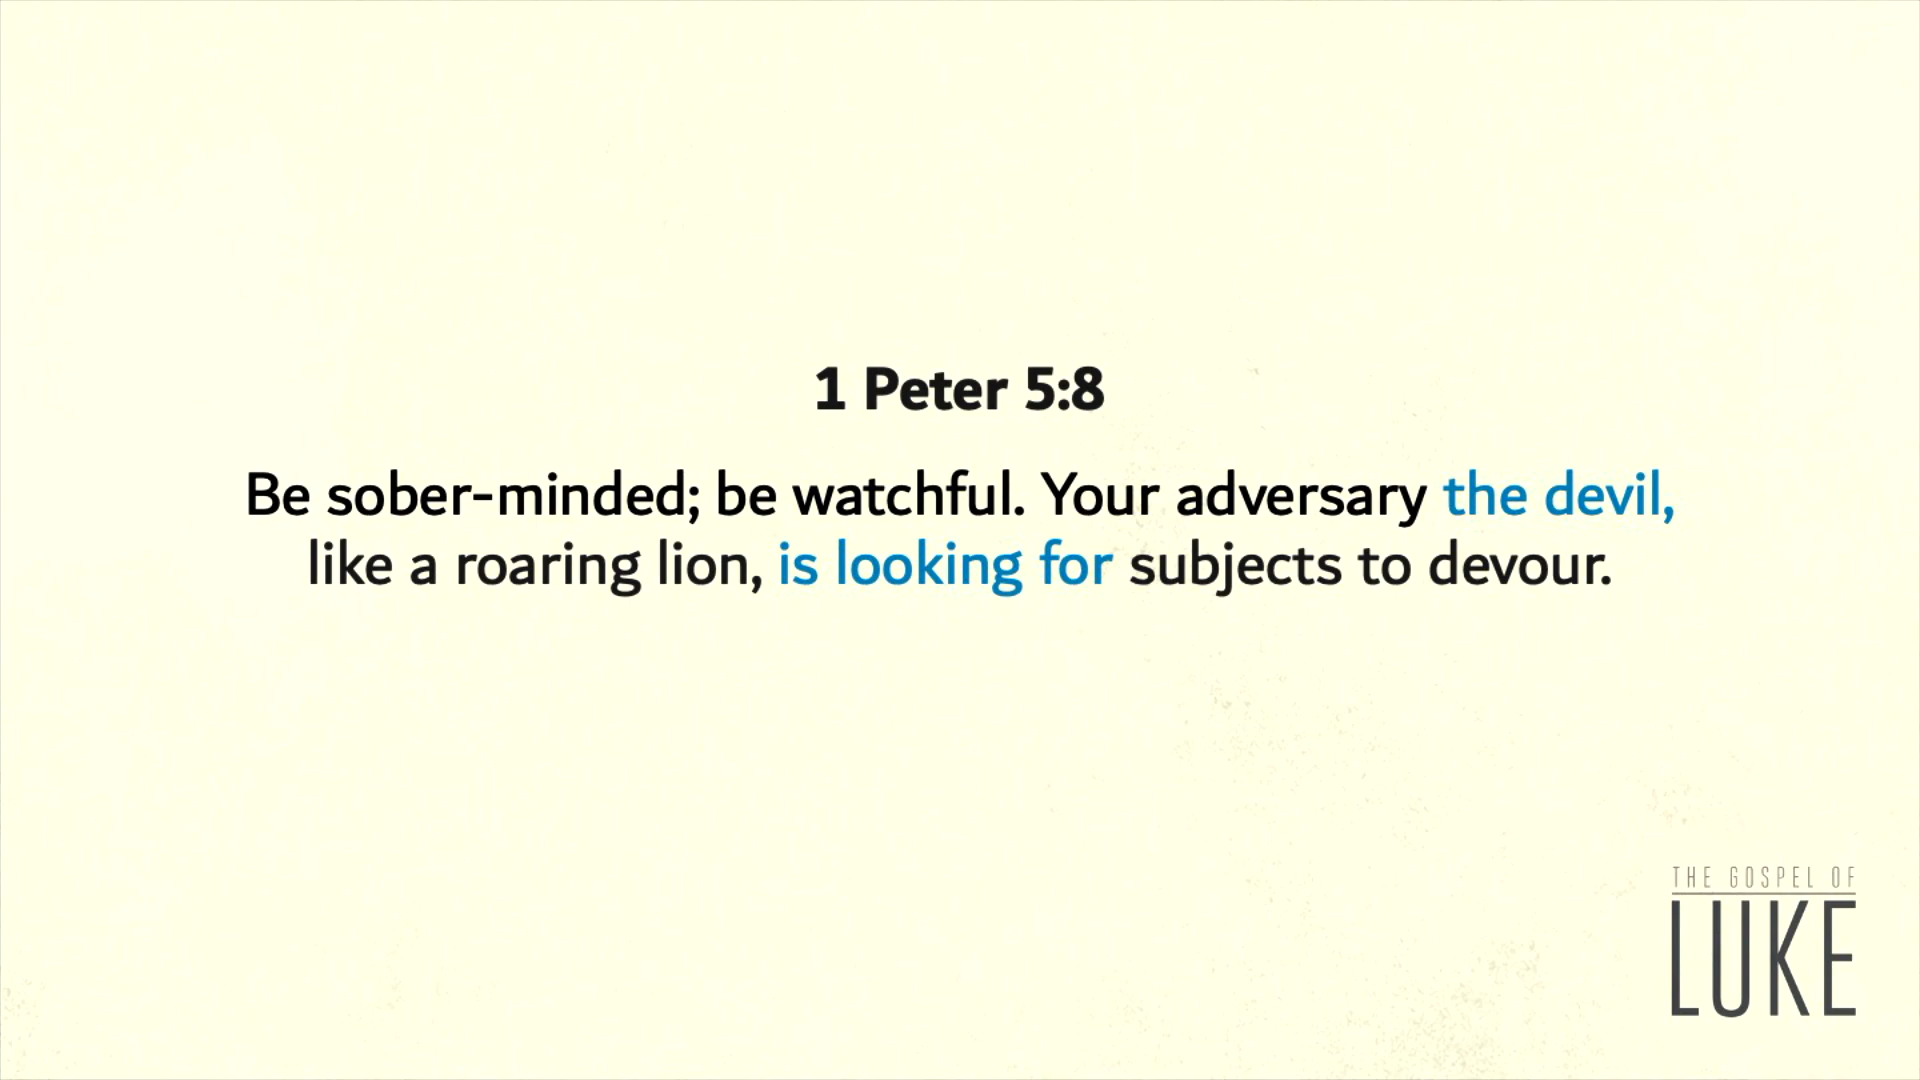 1 Peter 5:8
Be sober-minded; be watchful. Your adversary the devil,
like a roaring lion, is looking for subjects to devour.
THE GOSPEL OF
LUKE